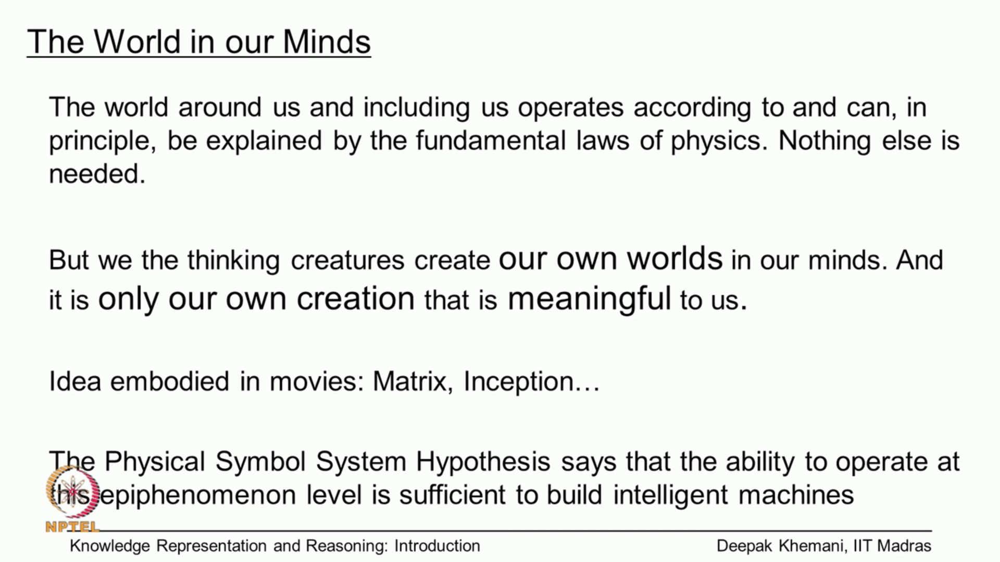 The World in our Minds
The world around us and including us operates according to and can, in
principle, be explained by the fundamental laws of physics. Nothing else is
needed.
But we the thinking creatures create our own worlds in our minds. And
it is only our own creation that is meaningful to us.
Idea embodied in movies: Matrix, Inception…
The Physical Symbol System Hypothesis says that the ability to operate at
this epiphenomenon level is sufficient to build intelligent machines
NPTEL
Knowledge Representation and Reasoning: Introduction
Deepak Khemani, IIT Madras